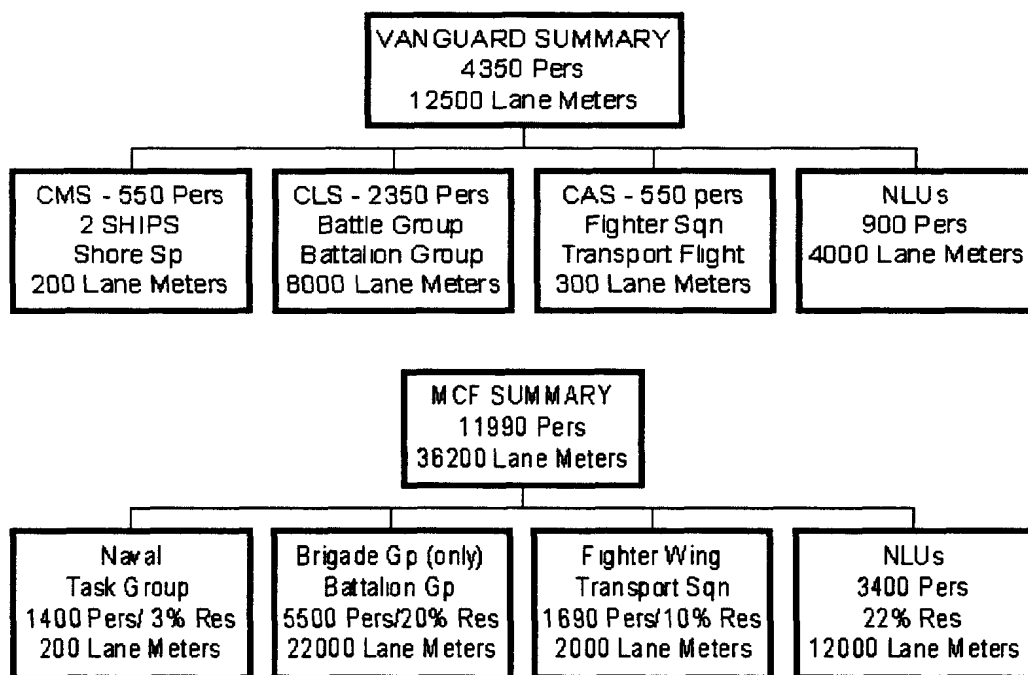 VANGUARD SUMMARY
4350 Pers
12500 Lane Meters
CMS - 550 Pers
2 SHIPS
Shore Sp
200 Lane Meters
CLS - 2350 Pers
Battle Group
Battalion Group
8000 Lane Meters
CAS - 550 pers
Fighter Sqn
Transport Flight
300 Lane Meters
NLUs
900 Pers
4000 Lane Meters
MCF SUMMARY
11990 Pers
36200 Lane Meters
Naval
Task Group
1400 Pers/ 3% Res
200 Lane Meters
Brigade Gp (only)
Battalion Gp
5500 Pers/20% Res
22000 Lane Meters
Fighter Wing
Transport Sqn
1690 Pers/10% Res
2000 Lane Meters
NLUs
3400 Pers
22% Res
12000 Lane Meters